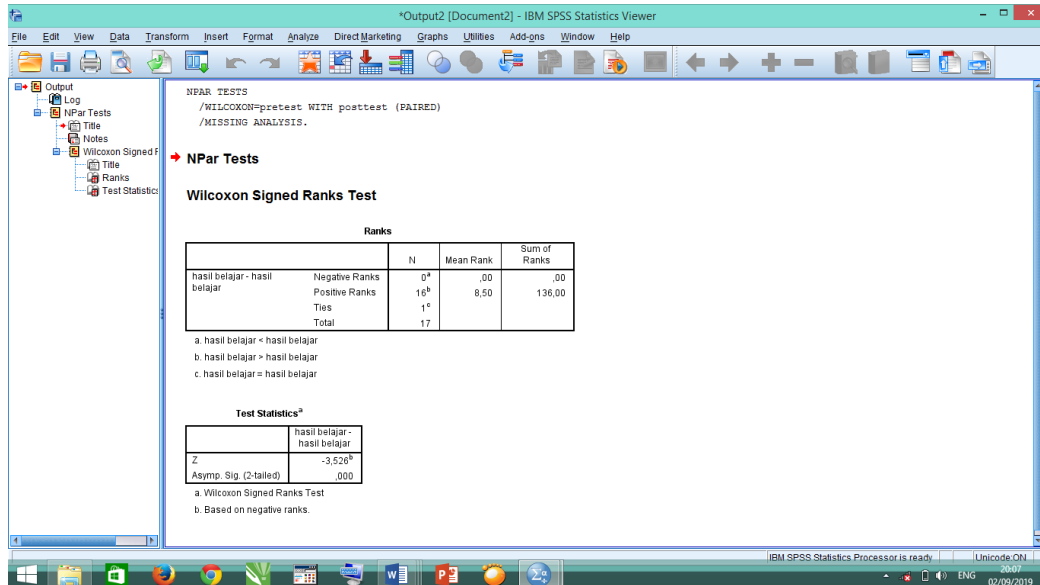 *Output2 [Document2] - IBM SPSS Statistics Viewer
File Edit View Data Transform Insert Format Analyze Direct Marketing Graphs Utilities Add-ons Window Help
Output
Log
NPar Tests
Title
Notes
Wilcoxon Signed
Title
Ranks
Test Statistics
NPAR TESTS
/WILCOXON=pretest WITH posttest (PAIRED)
/MISSING ANALYSIS.
NPar Tests
Wilcoxon Signed Ranks Test
Ranks
N Mean Rank Sum of Ranks
hasil belajar - hasil belajar Negative Ranks 0a ,00 ,00
Positive Ranks 16b 8,50 136,00
Ties 1c
Total 17
a. hasil belajar < hasil belajar
b. hasil belajar > hasil belajar
c. hasil belajar = hasil belajar
Test Statisticsa
hasil belajar -
hasil belajar
Z -3,526b
Asymp. Sig. (2-tailed) ,000
a. Wilcoxon Signed Ranks Test
b. Based on negative ranks.
IBM SPSS Statistics Processor is ready Unicode:ON
ENG 20:07
02/09/2019